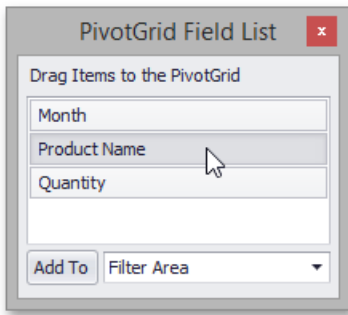 PivotGrid Field List
x
Drag Items to the PivotGrid
Month
Product Name
Quantity
Add To Filter Area